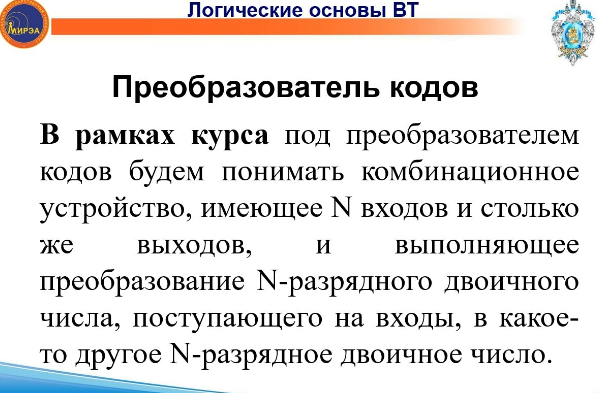 Логические основы ВТ
МИРЭА
Преобразователь кодов
В рамках курса под преобразователем
кодов будем понимать комбинационное
устройство, имеющее N входов и столько
же выходов, и выполняющее
преобразование N-разрядного двоичного
числа, поступающего на входы, в какое-
то другое N-разрядное двоичное число.